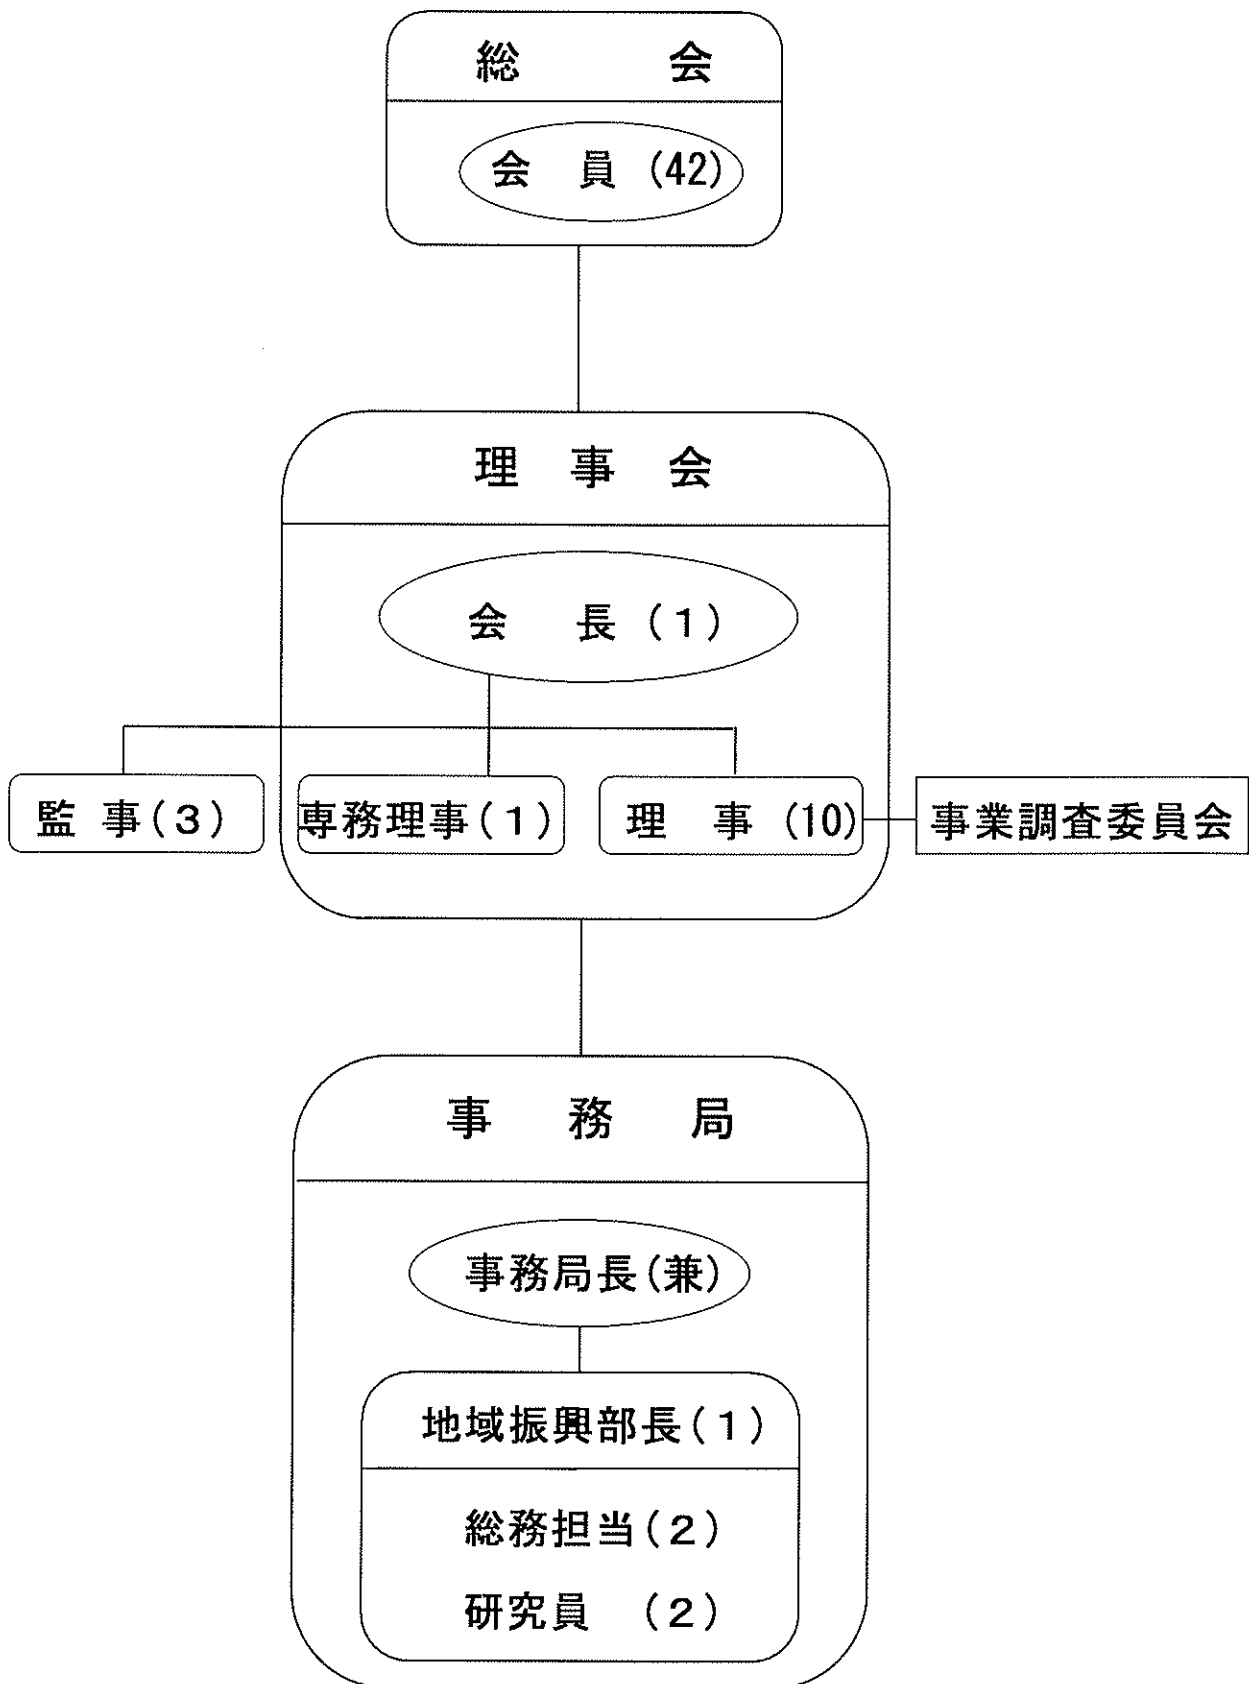 総　会
会　員 (42)
理　事　会
会　長 (１)
監　事(３)
専務理事(１)
理　事 (10)
事業調査委員会
事　務　局
事務局長(兼)
地域振興部長(１)
総務担当(２)
研究員　(２)